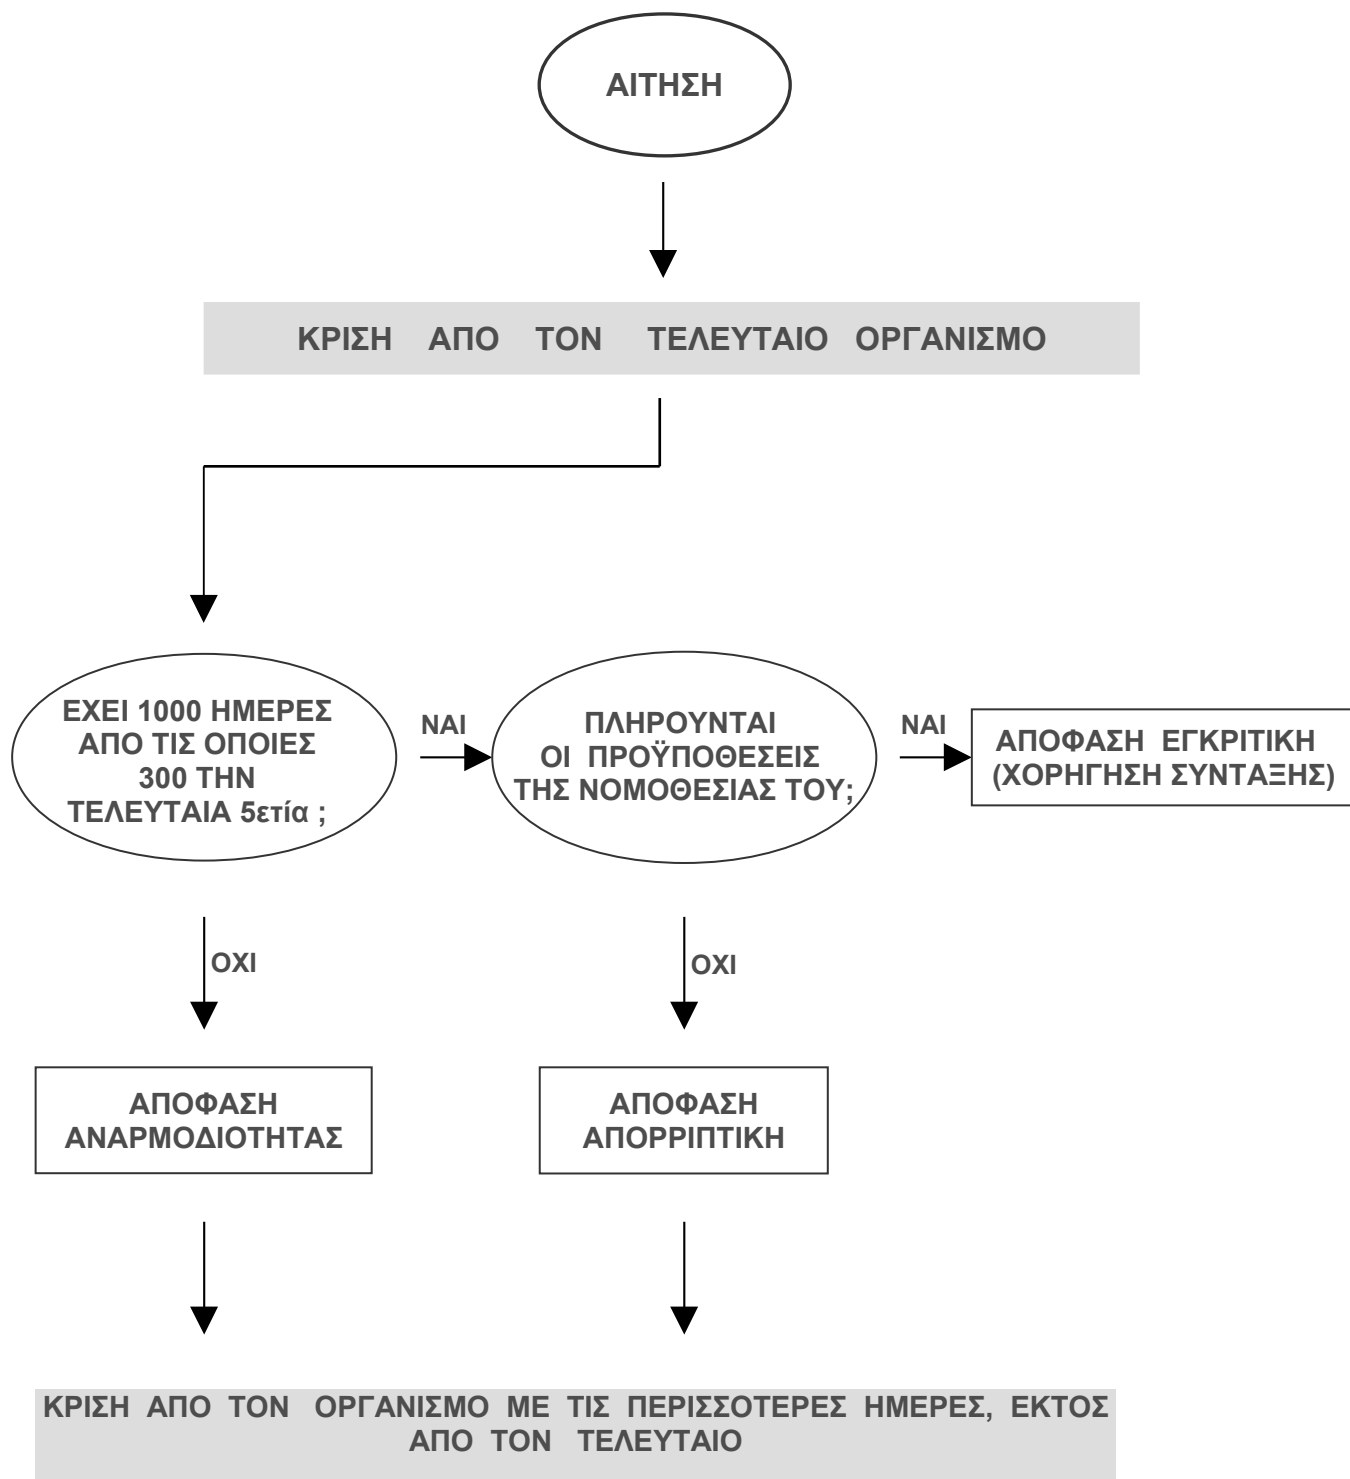 ΑΙΤΗΣΗ
ΚΡΙΣΗ ΑΠΟ ΤΟΝ ΤΕΛΕΥΤΑΙΟ ΟΡΓΑΝΙΣΜΟ
ΕΧΕΙ 1000 ΗΜΕΡΕΣ
ΑΠΟ ΤΙΣ ΟΠΟΙΕΣ
300 ΤΗΝ
ΤΕΛΕΥΤΑΙΑ 5ετία ;
ΝΑΙ
ΠΛΗΡΟΥΝΤΑΙ
ΟΙ ΠΡΟΫΠΟΘΕΣΕΙΣ
ΤΗΣ ΝΟΜΟΘΕΣΙΑΣ ΤΟΥ;
ΝΑΙ
ΑΠΟΦΑΣΗ ΕΓΚΡΙΤΙΚΗ
(ΧΟΡΗΓΗΣΗ ΣΥΝΤΑΞΗΣ)
ΟΧΙ
ΟΧΙ
ΑΠΟΦΑΣΗ
ΑΝΑΡΜΟΔΙΟΤΗΤΑΣ
ΑΠΟΦΑΣΗ
ΑΠΟΡΡΙΠΤΙΚΗ
ΚΡΙΣΗ ΑΠΟ ΤΟΝ ΟΡΓΑΝΙΣΜΟ ΜΕ ΤΙΣ ΠΕΡΙΣΣΟΤΕΡΕΣ ΗΜΕΡΕΣ, ΕΚΤΟΣ
ΑΠΟ ΤΟΝ ΤΕΛΕΥΤΑΙΟ